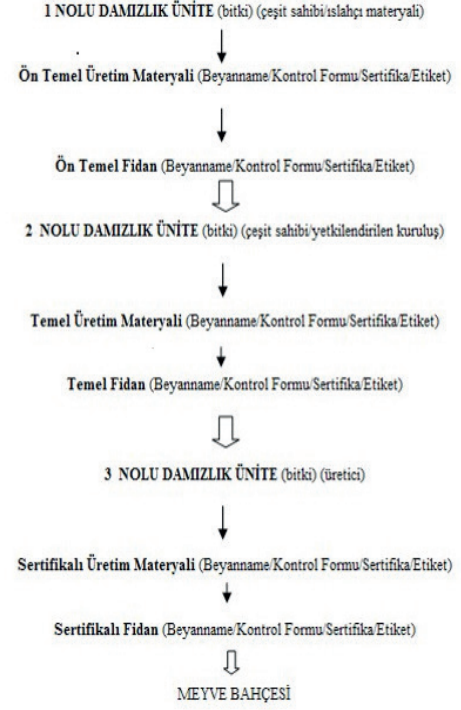 1 NOLU DAMIZLIK ÜNİTE (bitki) (çeşit sahibi/ıslahçı materyali)
Ön Temel Üretim Materyali (Beyanname/Kontrol Formu/Sertifika/Etiket)
Ön Temel Fidan (Beyanname/Kontrol Formu/Sertifika/Etiket)
2 NOLU DAMIZLIK ÜNİTE (bitki) (çeşit sahibi/yetkilendirilen kuruluş)
Temel Üretim Materyali (Beyanname/Kontrol Formu/Sertifika/Etiket)
Temel Fidan (Beyanname/Kontrol Formu/Sertifika/Etiket)
3 NOLU DAMIZLIK ÜNİTE (bitki) (üretici)
Sertifikalı Üretim Materyali (Beyanname/Kontrol Formu/Sertifika/Etiket)
Sertifikalı Fidan (Beyanname/Kontrol Formu/Sertifika/Etiket)
MEYVE BAHÇESİ